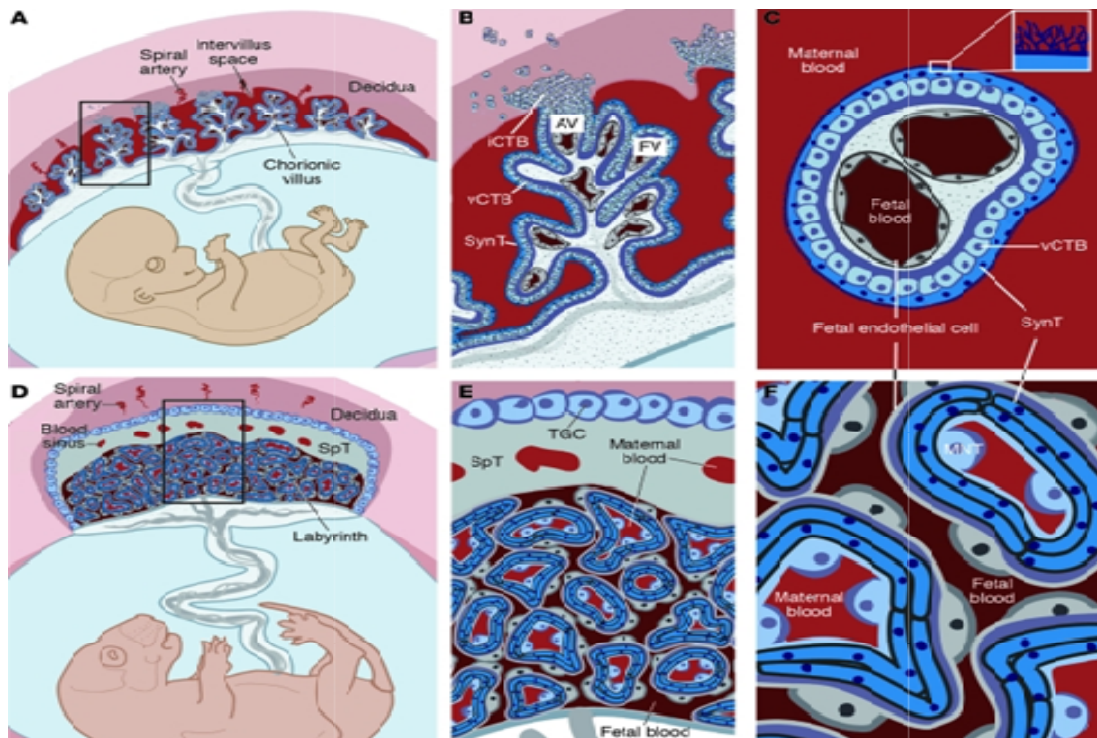 A
Spiral
artery
Intervillus
space
Decidua
Chorionic
villus
B
iCTB
AV
FV
vCTB
SynT
C
Maternal
blood
Fetal
blood
vCTB
Fetal endothelial cell
SynT
D
Spiral
artery
Decidua
Blood
sinus
SpT
Labyrinth
E
TGC
SpT
Maternal
blood
Fetal blood
F
MNT
Fetal
blood
Maternal
blood